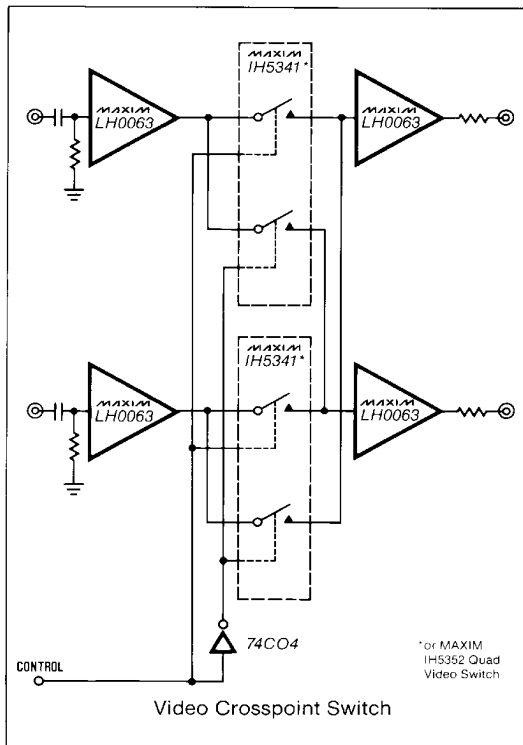 MAXIM
IH5341*
MAXIM
LH0063
MAXIM
LH0063
MAXIM
IH5341*
MAXIM
LH0063
MAXIM
LH0063
74CO4
CONTROL
*or MAXIM
IH5352 Quad
Video Switch
Video Crosspoint Switch